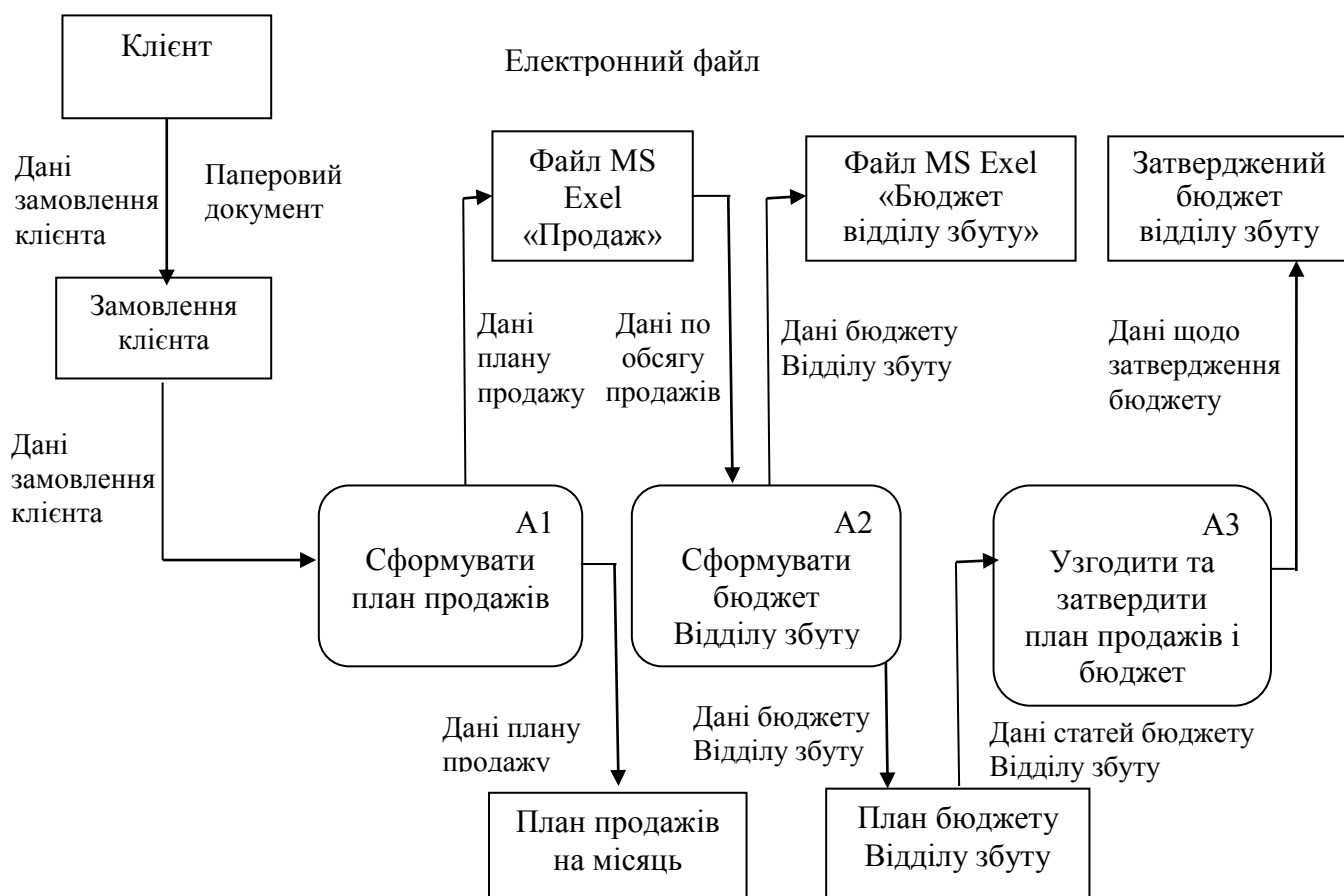 Клієнт
Електронний файл
Дані
замовлення
клієнта
Паперовий
документ
Файл MS
Exel
«Продаж»
Файл MS Exel
«Бюджет
відділу збуту»
Затверджений
бюджет
відділу збуту
Замовлення
клієнта
Дані
плану
продажу
Дані по
обсягу
продажів
Дані бюджету
Відділу збуту
Дані щодо
затвердження
бюджету
Дані
замовлення
клієнта
А1
Сформувати
план продажів
А2
Сформувати
бюджет
Відділу збуту
А3
Узгодити та
затвердити
план продажів і
бюджет
Дані плану
продажу
Дані бюджету
Відділу збуту
Дані статей бюджету
Відділу збуту
План продажів
на місяць
План бюджету
Відділу збуту